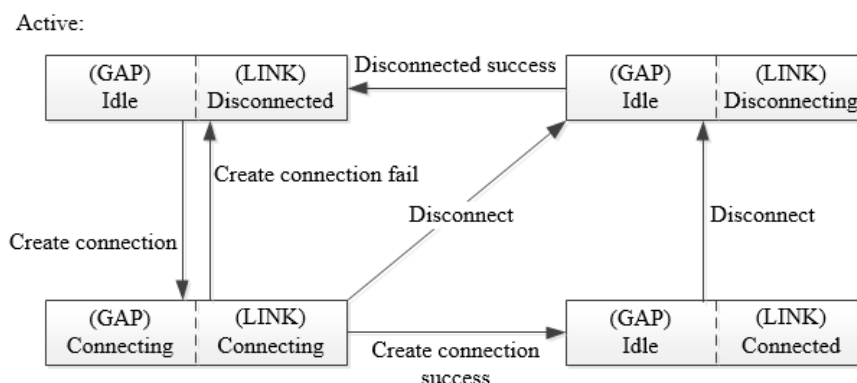 Active:
(GAP) (LINK)
Idle Disconnected
Disconnected success
(GAP) (LINK)
Idle Disconnecting
Create connection fail
Create connection
Disconnect
Disconnect
(GAP) (LINK)
Connecting Connecting
Create connection
success
(GAP) (LINK)
Idle Connected